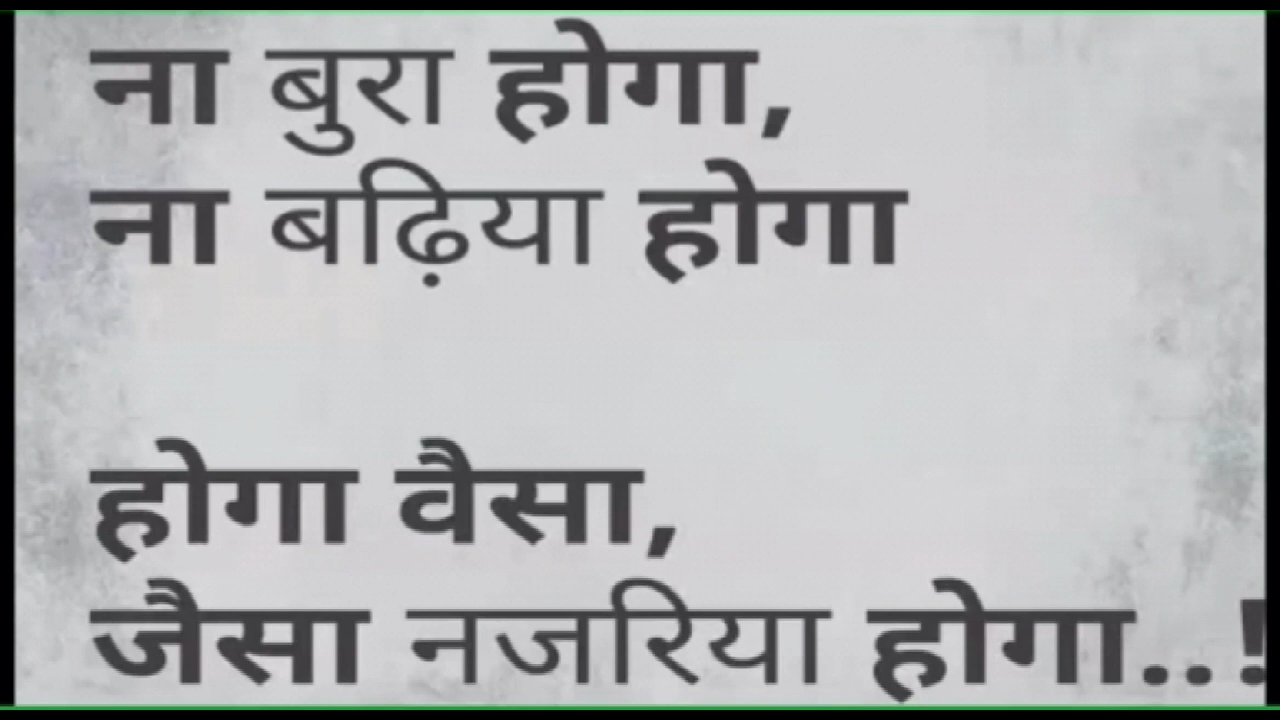 ना बुरा होगा,
ना बढ़िया होगा
होगा वैसा,
जैसा नजरिया होगा..!